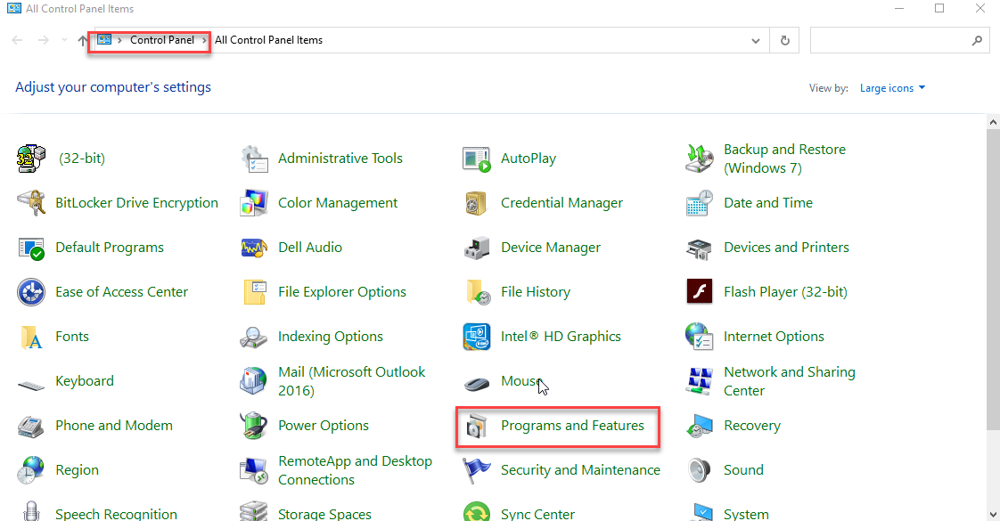 All Control Panel Items
Control Panel > All Control Panel Items
Adjust your computer's settings
View by: Large icons
(32-bit)
Administrative Tools
AutoPlay
Backup and Restore
(Windows 7)
BitLocker Drive Encryption
Color Management
Credential Manager
Date and Time
Default Programs
Dell Audio
Device Manager
Devices and Printers
Ease of Access Center
File Explorer Options
File History
Flash Player (32-bit)
Fonts
Indexing Options
Intel® HD Graphics
Internet Options
Keyboard
Mail (Microsoft Outlook
2016)
Mouse
Network and Sharing
Center
Phone and Modem
Power Options
Programs and Features
Recovery
Region
RemoteApp and Desktop
Connections
Security and Maintenance
Sound
Speech Recognition
Storage Spaces
Sync Center
System